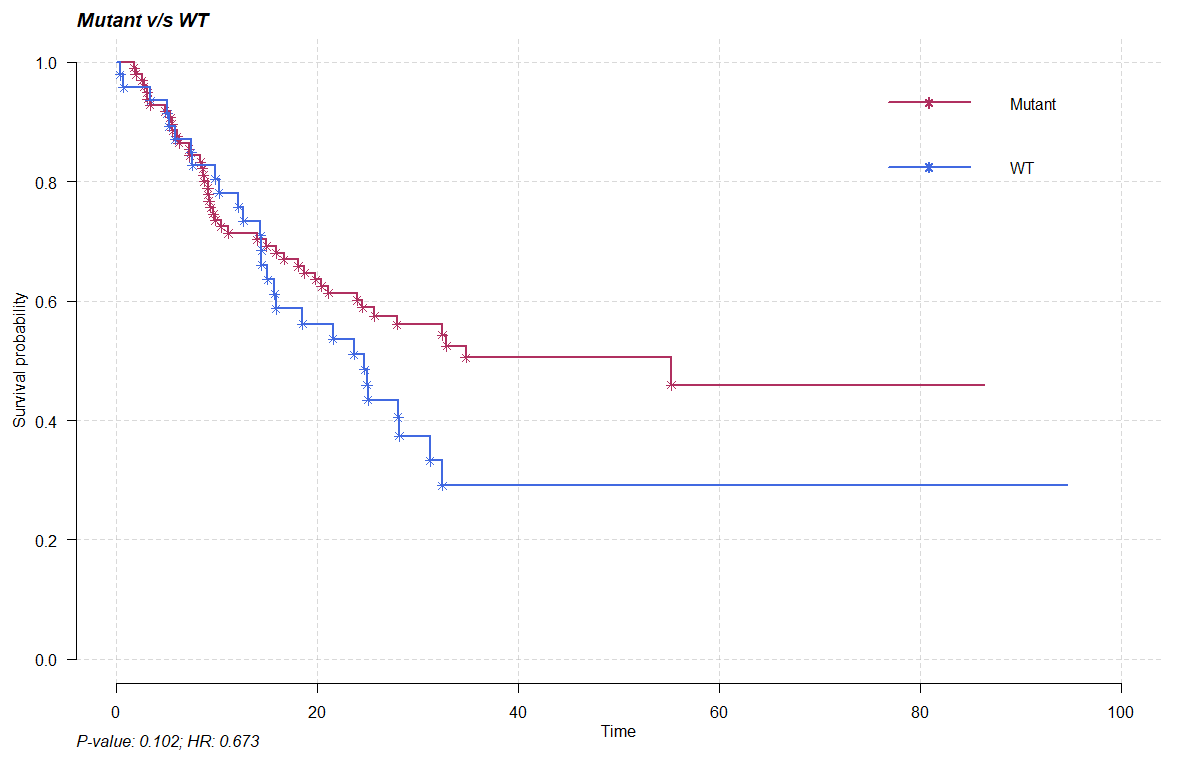 Mutant v/s WT
1.0
0.8
0.6
0.4
0.2
0.0
Survival probability
Mutant
WT
0 20 40 60 80 100
Time
P-value: 0.102; HR: 0.673